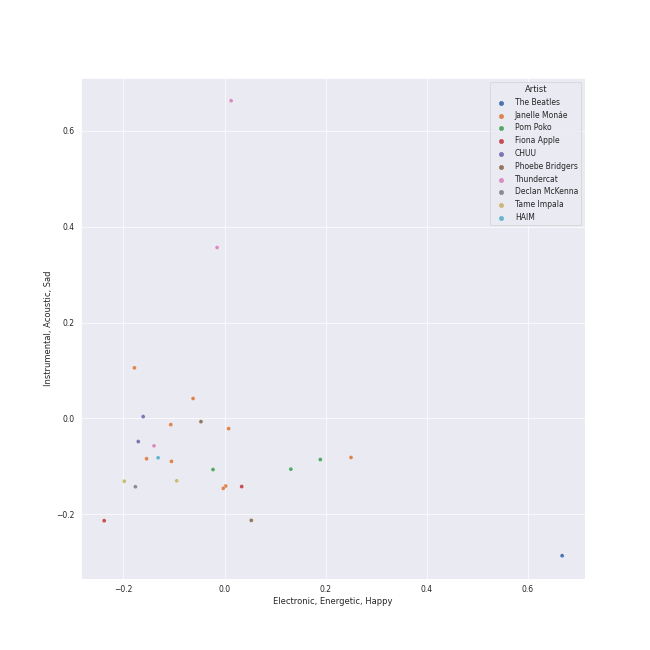 Artist
The Beatles
Janelle Monáe
Pom Poko
Fiona Apple
CHUU
Phoebe Bridgers
Thundercat
Declan McKenna
Tame Impala
HAIM
0.6
0.4
0.2
0.0
−0.2
Instrumental, Acoustic, Sad
−0.2 0.0 0.2 0.4 0.6
Electronic, Energetic, Happy